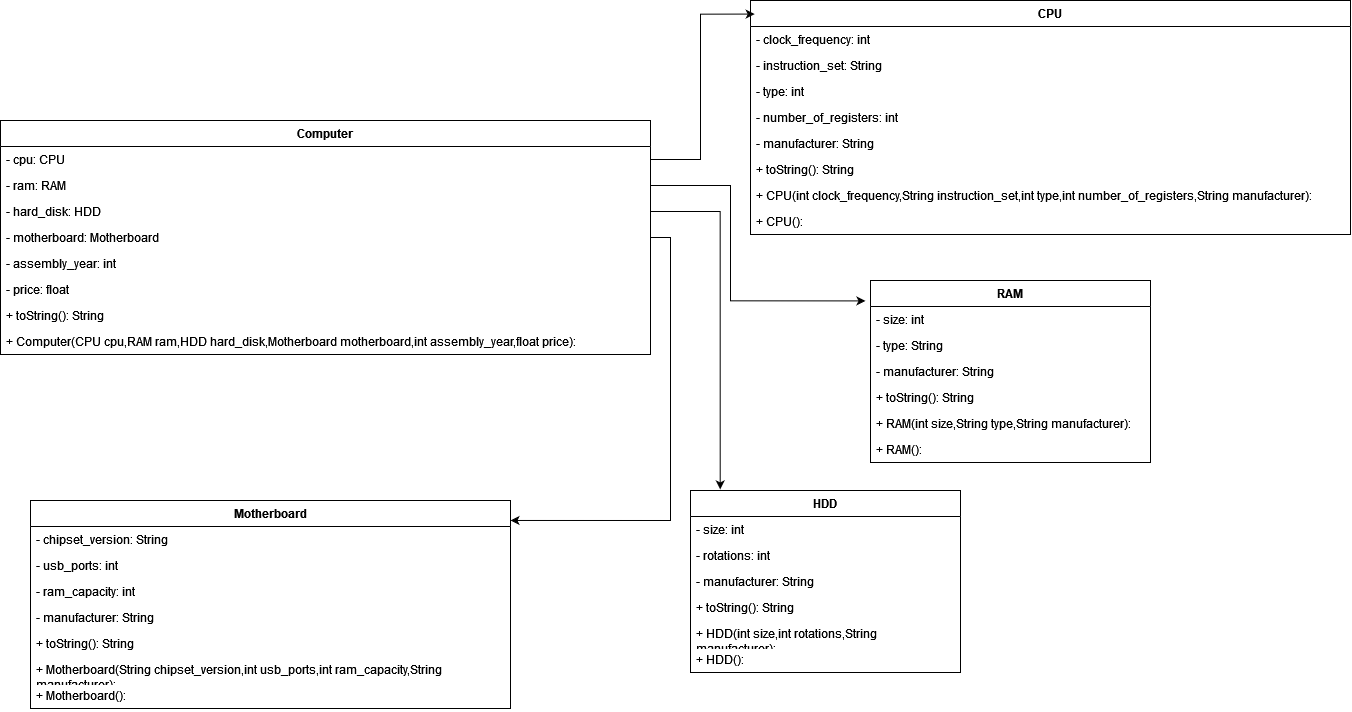 CPU
- clock_frequency: int
- instruction_set: String
- type: int
- number_of_registers: int
- manufacturer: String
+ toString(): String
+ CPU(int clock_frequency,String instruction_set,int type,int number_of_registers,String manufacturer):
+ CPU():
Computer
- cpu: CPU
- ram: RAM
- hard_disk: HDD
- motherboard: Motherboard
- assembly_year: int
- price: float
+ toString(): String
+ Computer(CPU cpu,RAM ram,HDD hard_disk,Motherboard motherboard,int assembly_year,float price):
RAM
- size: int
- type: String
- manufacturer: String
+ toString(): String
+ RAM(int size,String type,String manufacturer):
+ RAM():
HDD
- size: int
- rotations: int
- manufacturer: String
+ toString(): String
+ HDD(int size,int rotations,String
manufacturer):
+ HDD():
Motherboard
- chipset_version: String
- usb_ports: int
- ram_capacity: int
- manufacturer: String
+ toString(): String
+ Motherboard(String chipset_version,int usb_ports,int ram_capacity,String
manufacturer):
+ Motherboard():